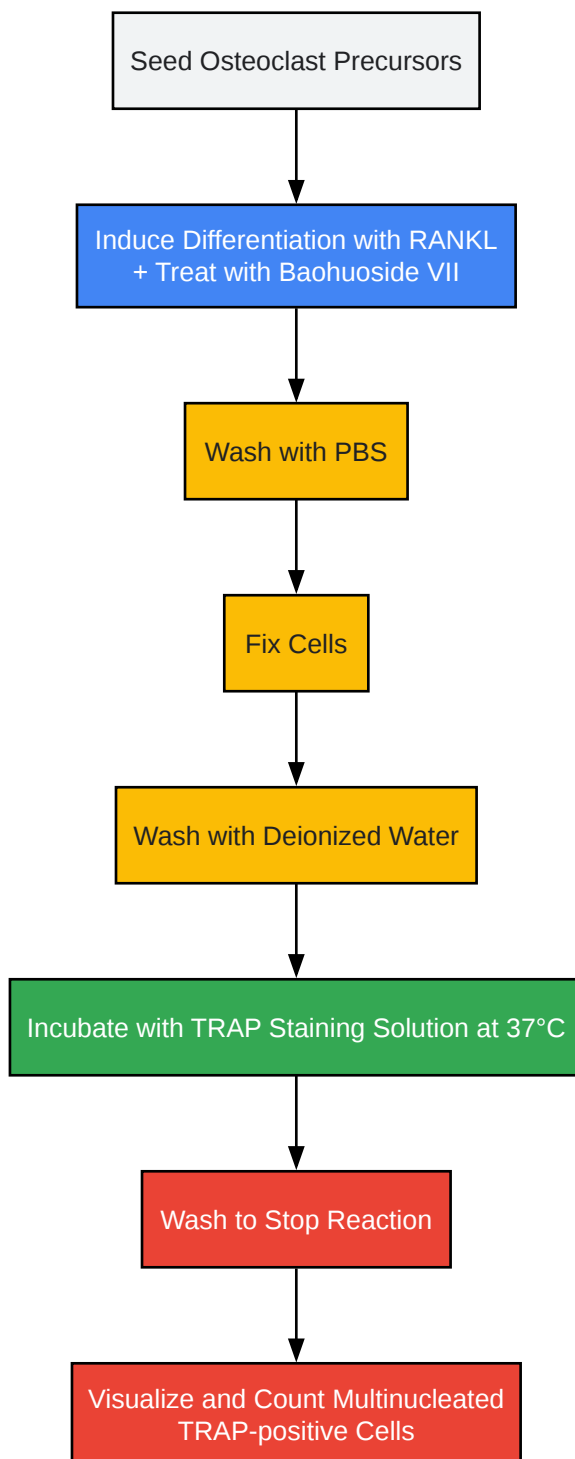 Seed Osteoclast Precursors
Induce Differentiation with RANKL
+ Treat with Baohuoside VII
Wash with PBS
Fix Cells
Wash with Deionized Water
Incubate with TRAP Staining Solution at 37°C
Wash to Stop Reaction
Visualize and Count Multinucleated
TRAP-positive Cells